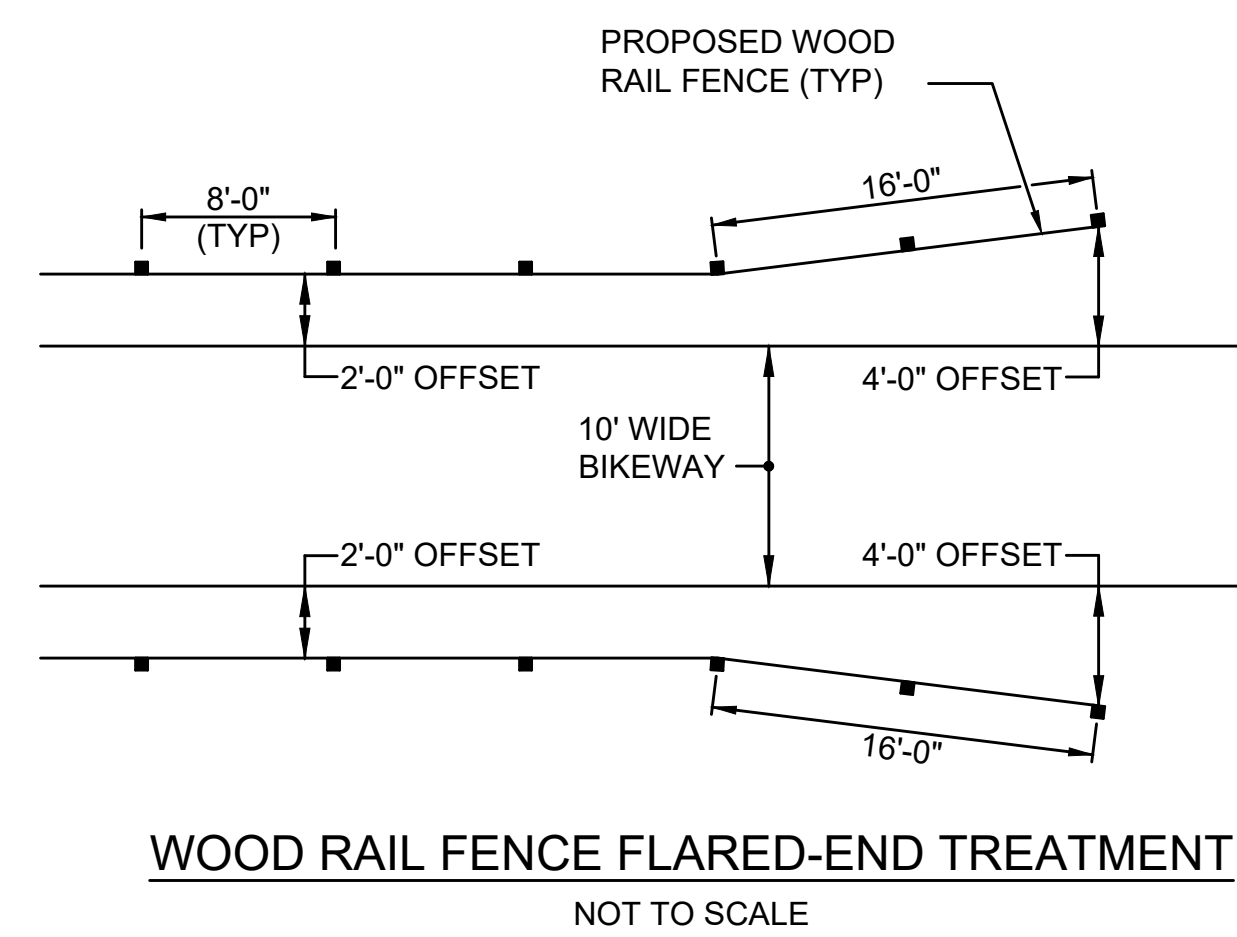 PROPOSED WOOD
RAIL FENCE (TYP)
8'-0"
(TYP)
16'-0"
2'-0" OFFSET
4'-0" OFFSET
10' WIDE
BIKEWAY
2'-0" OFFSET
4'-0" OFFSET
16'-0"
WOOD RAIL FENCE FLARED-END TREATMENT
NOT TO SCALE